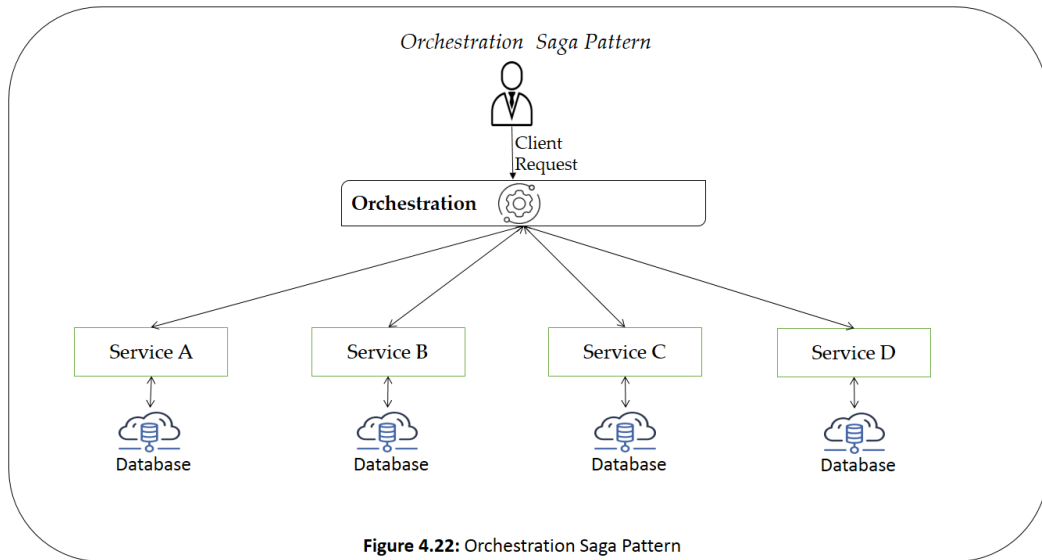 Orchestration Saga Pattern
Client
Request
Orchestration
Service A
Service B
Service C
Service D
Database
Database
Database
Database
Figure 4.22: Orchestration Saga Pattern